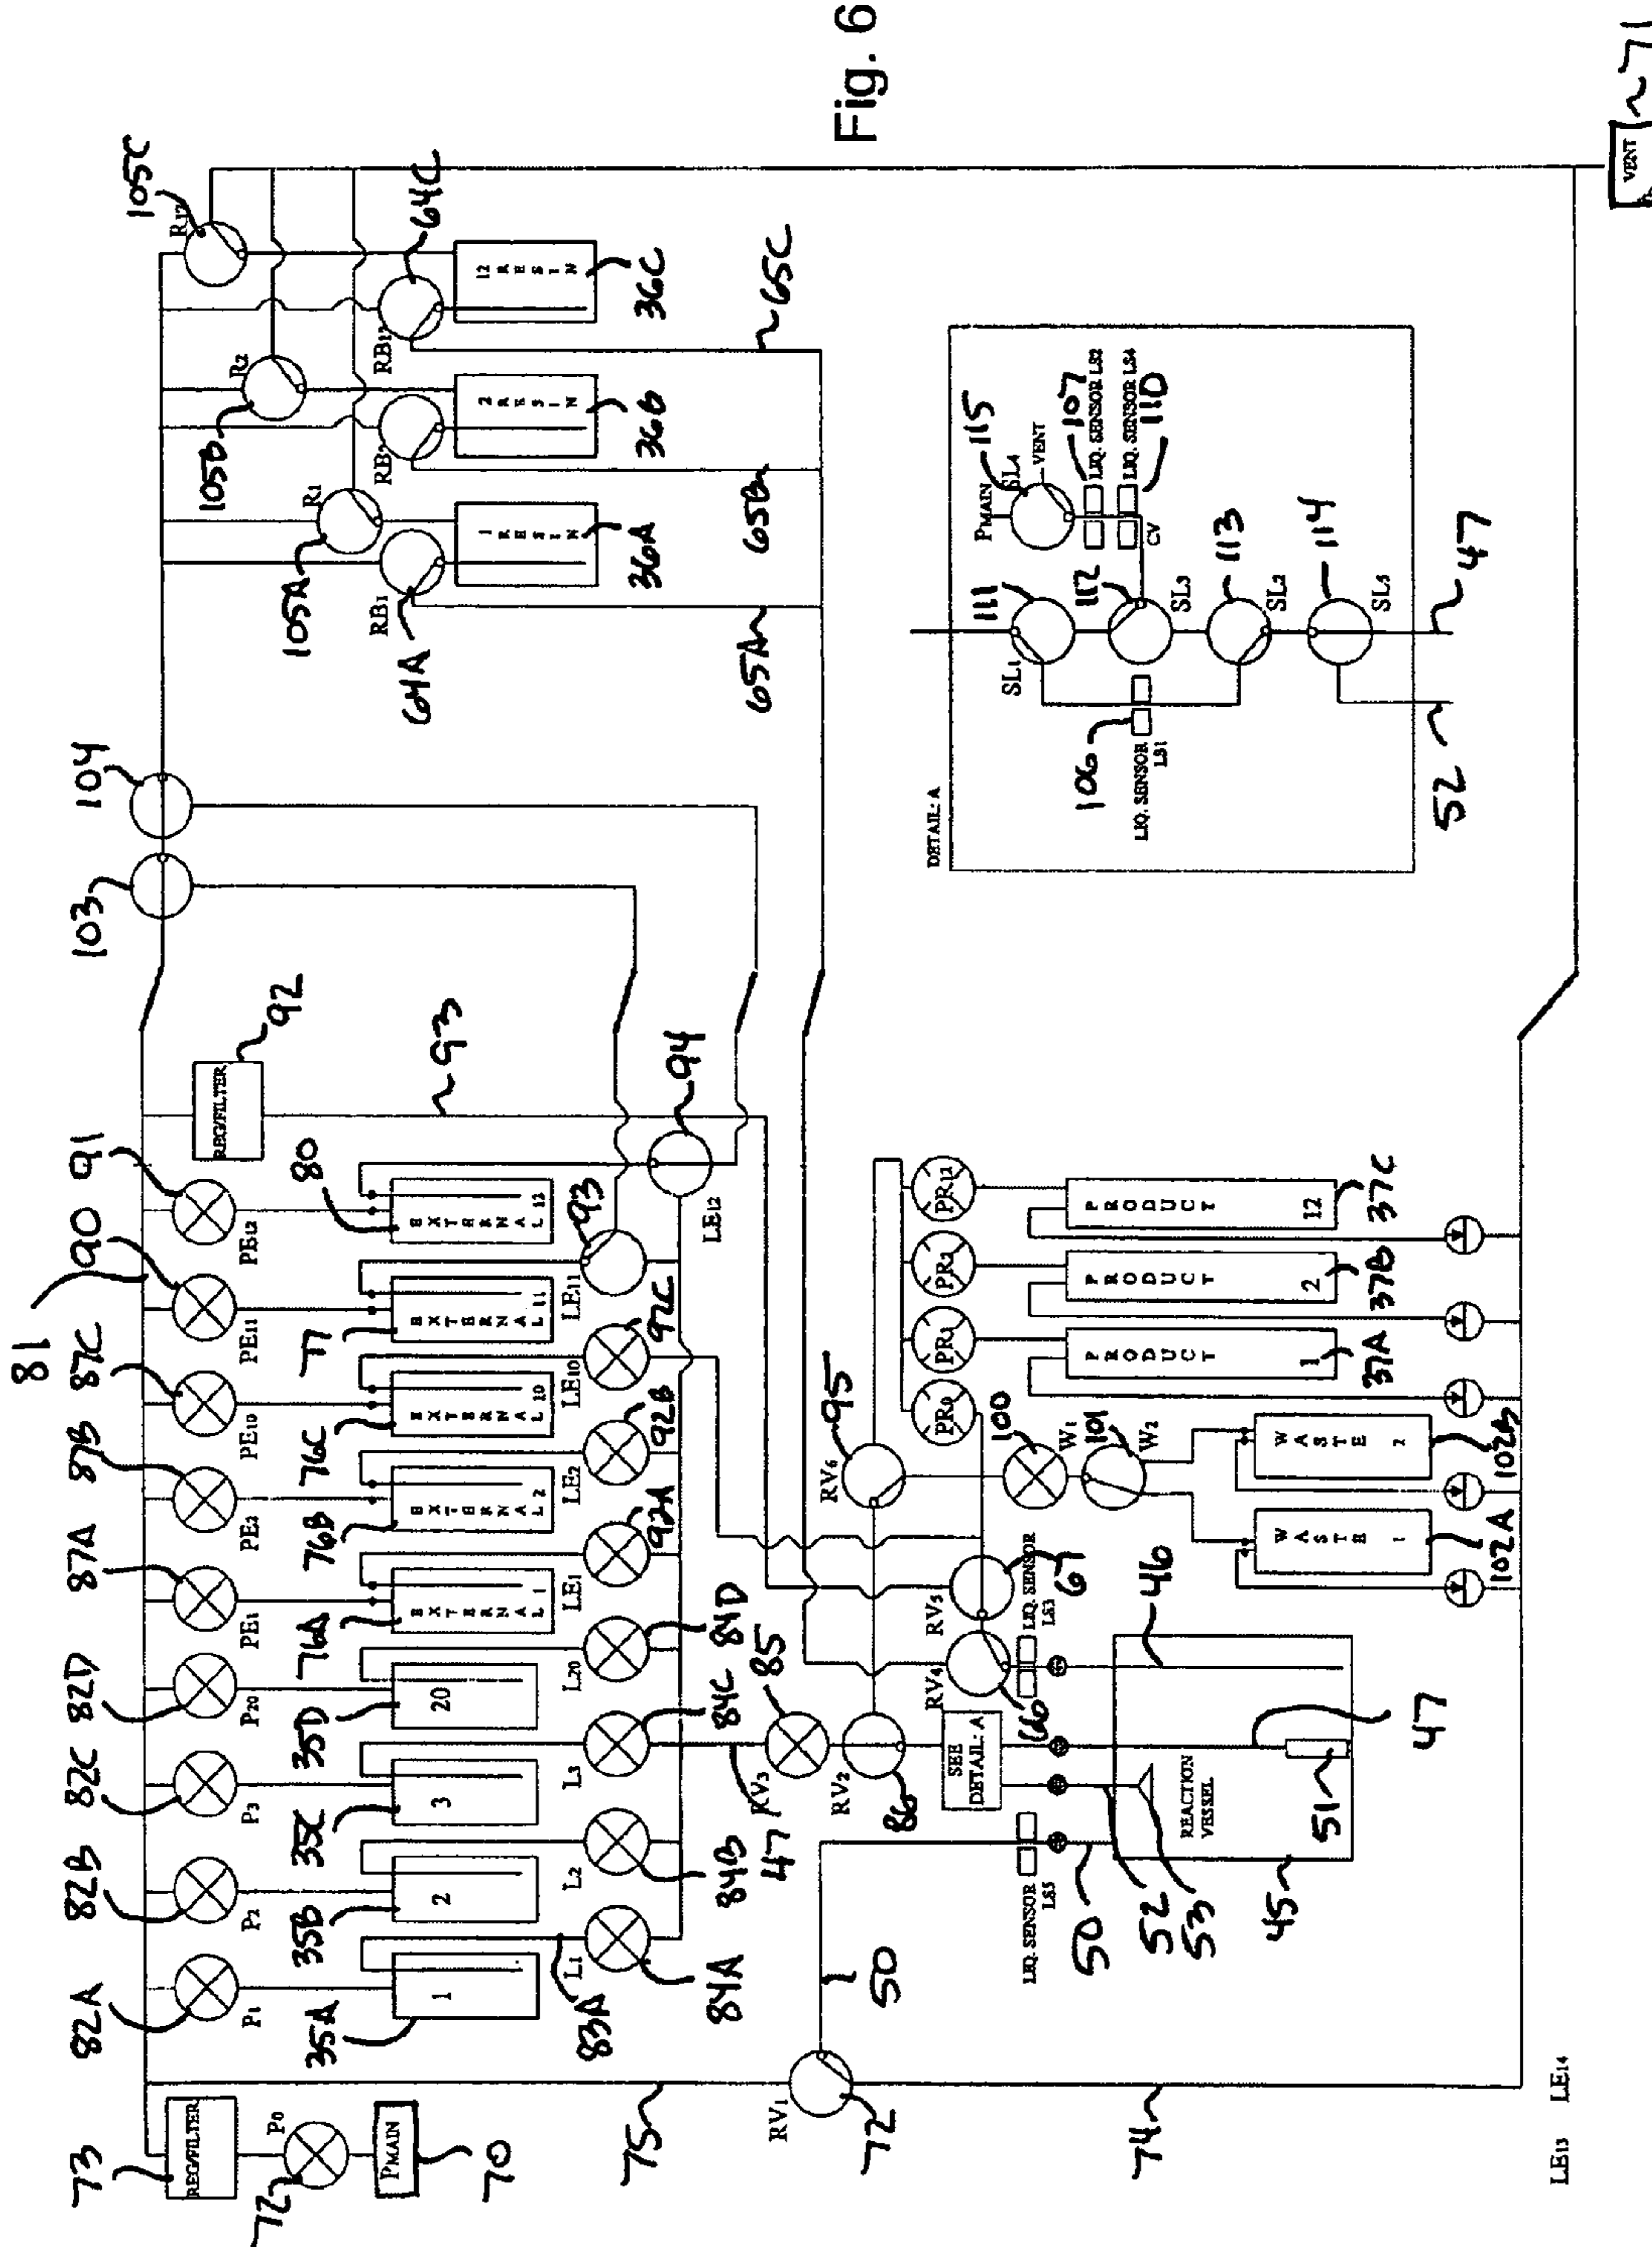 Fig. 6
81
82A
82B
82C
82D
87A
87B
87C
90
91
92
103
104
105C
73
REG/FILTER
P0
72
PMAIN
70
P1
P2
P3
P20
PE1
PE2
PE10
PE11
PE12
REG/FILTER
R12
R2
105B
R1
105A
35A
1
35B
2
35C
3
35D
20
76A
EXTERNAL 1
76B
EXTERNAL 2
76C
EXTERNAL 10
77
EXTERNAL 11
80
EXTERNAL 12
93
RB1
64A
RB2
RB12
64C
1 RESIN
36A
2 RESIN
36B
12 RESIN
36C
83A
L1
L2
L3
L20
LE1
LE2
LE10
LE11
93
94
LE12
84A
84B
84C
84D
92A
92B
92C
65A
65B
65C
75
47
RV3
85
RV1
72
50
RV2
86
RV6
95
PR0
PR1
PR2
PR12
SEE DETAIL: A
RV4
66
RV5
67
LIQ. SENSOR LS3
LIQ. SENSOR LS5
50
52
53
REACTION VESSEL
45
51
47
46
100
W1
101
W2
WASTE 1
102A
WASTE 2
102B
PRODUCT 1
37A
PRODUCT 2
37B
PRODUCT 12
37C
74
LE13
LE14
DETAIL: A
SL1
111
112
SL3
PMAIN
SL4
115
VENT
107
LIQ. SENSOR LS2
LIQ. SENSOR LS4
110
CV
106
LIQ. SENSOR LS1
113
SL2
114
SL5
52
47
VENT
71